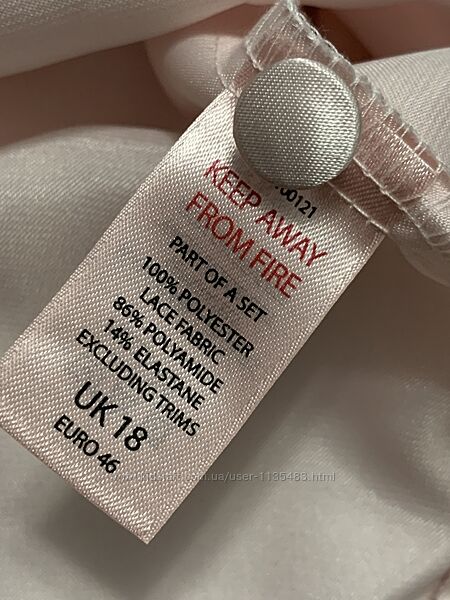 00121
KEEP AWAY
FROM FIRE
PART OF A SET
100% POLYESTER
LACE FABRIC
86% POLYAMIDE
14% ELASTANE
EXCLUDING TRIMS
UK 18
EURO 46